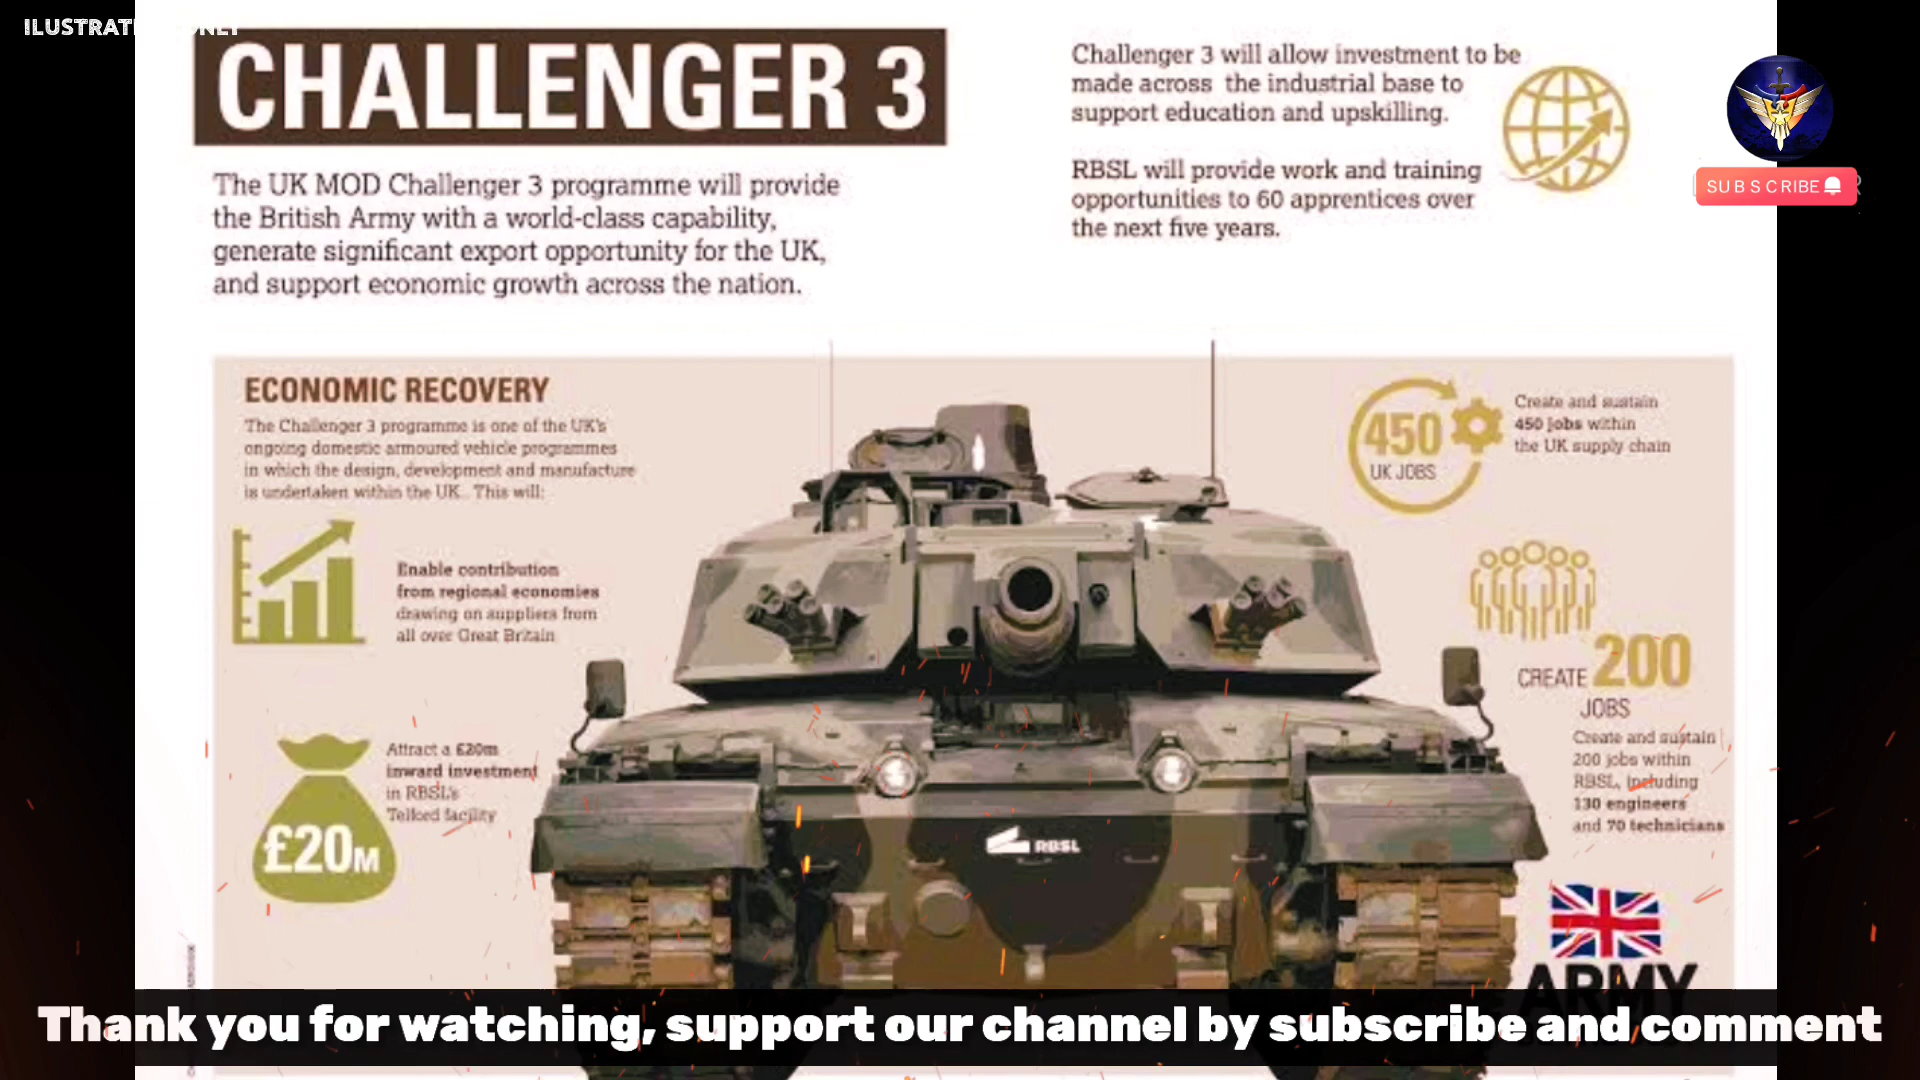 CHALLENGER 3
The UK MOD Challenger 3 programme will provide
the British Army with a world-class capability,
generate significant export opportunity for the UK,
and support economic growth across the nation.
Challenger 3 will allow investment to be
made across the industrial base to
support education and upskilling.
RBSL will provide work and training
opportunities to 60 apprentices over
the next five years.
SUBSCRIBE
ECONOMIC RECOVERY
The Challenger 3 programme is one of the UK's
ongoing domestic armoured vehicle programmes
in which the design, development and manufacture
is undertaken within the UK. This will:
Enable contribution
from regional economies
drawing on suppliers from
all over Great Britain
Attract a £20m
inward investment
in RBSL's
Telford facility
£20M
450
UK JOBS
Create and sustain
450 jobs within
the UK supply chain
CREATE 200
JOBS
Create and sustain
200 jobs within
RBSL, including
130 engineers
and 70 technicians
RBSL
ARMY
Thank you for watching, support our channel by subscribe and comment